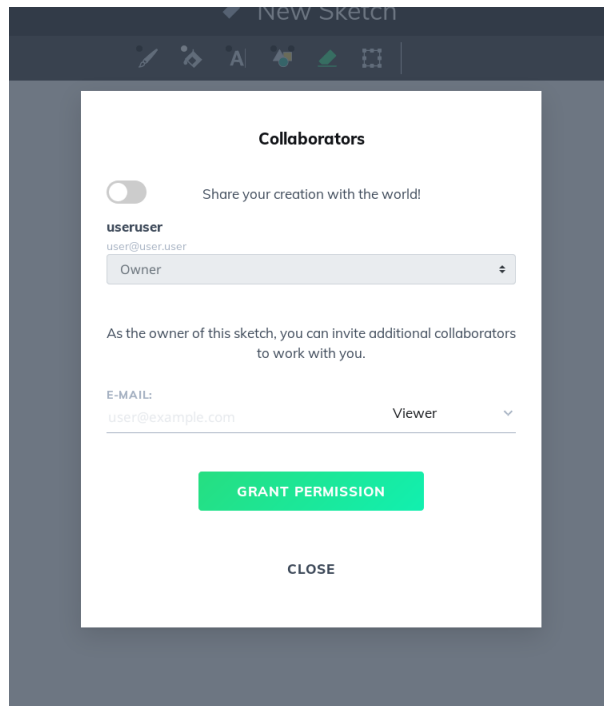 New Sketch
A
Collaborators
Share your creation with the world!
useruser
user@user.user
Owner
As the owner of this sketch, you can invite additional collaborators
to work with you.
E-MAIL:
user@example.com
Viewer
GRANT PERMISSION
CLOSE